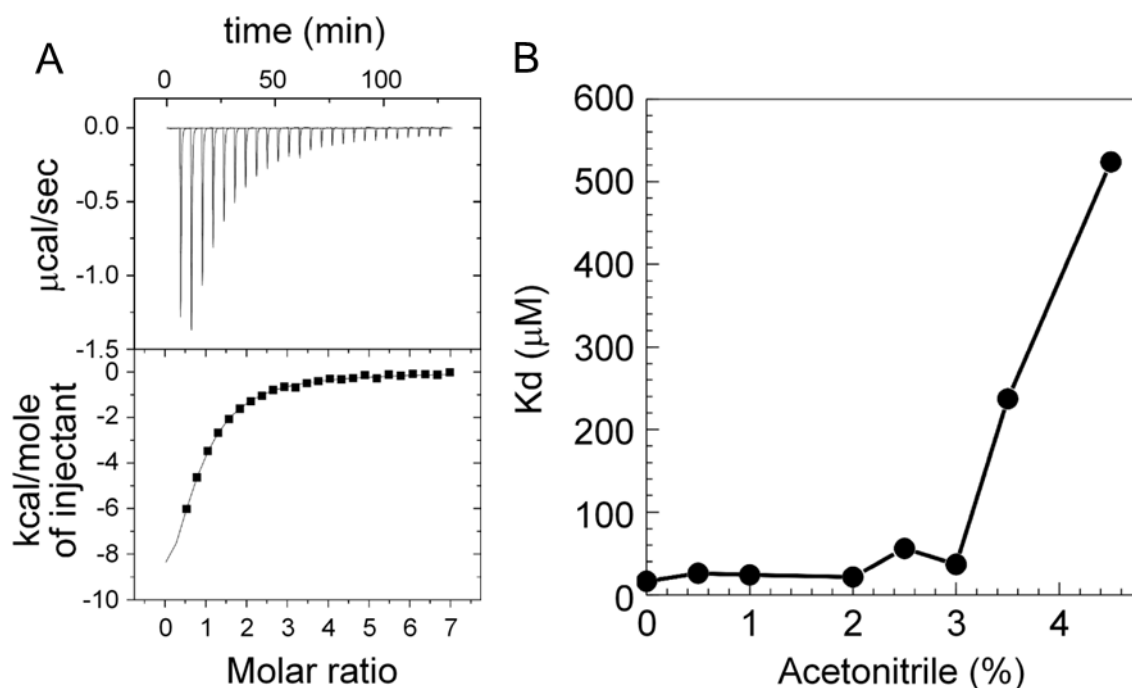 A
time (min)
0 50 100
0.0
-0.5
-1.0
-1.5
μcal/sec
0
-2
-4
-6
-8
-10
kcal/mole
of injectant
0 1 2 3 4 5 6 7
Molar ratio
B
600
500
400
300
200
100
0
Kd (μM)
0 1 2 3 4
Acetonitrile (%)